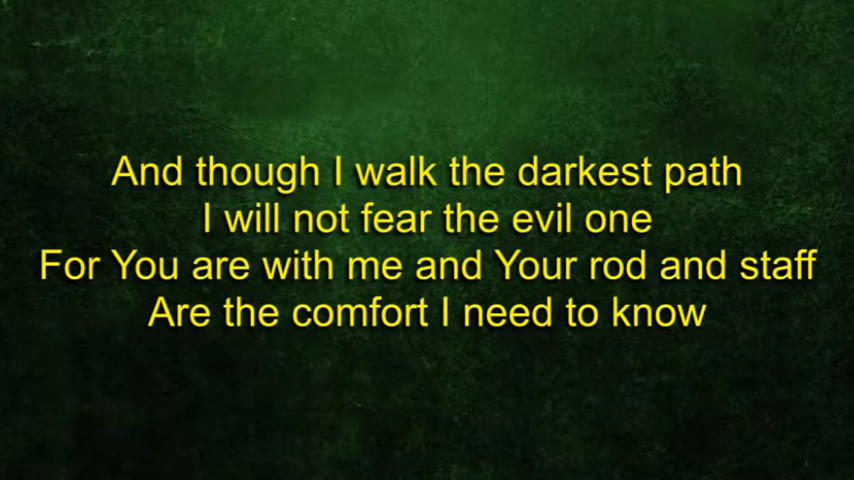 And though I walk the darkest path
I will not fear the evil one
For You are with me and Your rod and staff
Are the comfort I need to know